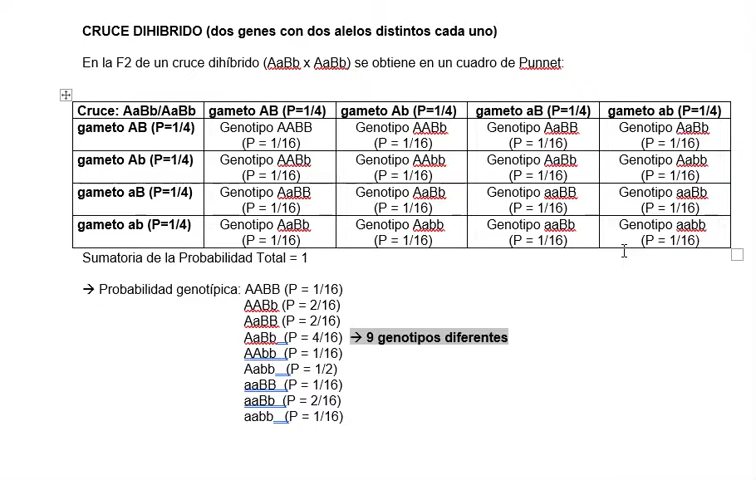 CRUCE DIHIBRIDO (dos genes con dos alelos distintos cada uno)
En la F2 de un cruce dihíbrido (AaBb x AaBb) se obtiene en un cuadro de Punnet:
Cruce: AaBb/AaBb gameto AB (P=1/4) gameto Ab (P=1/4) gameto aB (P=1/4) gameto ab (P=1/4)
gameto AB (P=1/4) Genotipo AABB Genotipo AABb Genotipo AaBB Genotipo AaBb
(P = 1/16) (P = 1/16) (P = 1/16) (P = 1/16)
gameto Ab (P=1/4) Genotipo AABb Genotipo AAbb Genotipo AaBb Genotipo Aabb
(P = 1/16) (P = 1/16) (P = 1/16) (P = 1/16)
gameto aB (P=1/4) Genotipo AaBB Genotipo AaBb Genotipo aaBB Genotipo aaBb
(P = 1/16) (P = 1/16) (P = 1/16) (P = 1/16)
gameto ab (P=1/4) Genotipo AaBb Genotipo Aabb Genotipo aaBb Genotipo aabb
(P = 1/16) (P = 1/16) (P = 1/16) (P = 1/16)
Sumatoria de la Probabilidad Total = 1
→ Probabilidad genotípica: AABB (P = 1/16)
AABb (P = 2/16)
AaBB (P = 2/16)
AaBb (P = 4/16) → 9 genotipos diferentes
AAbb (P = 1/16)
Aabb (P = 1/2)
aaBB (P = 1/16)
aaBb (P = 2/16)
aabb (P = 1/16)